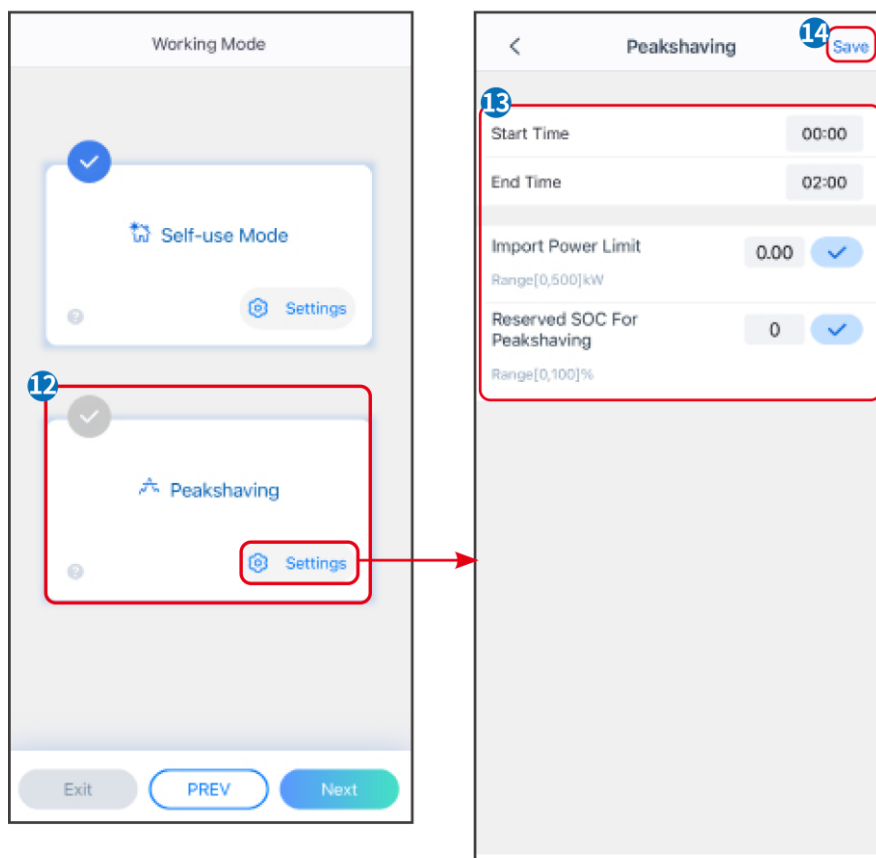 Working Mode
Self-use Mode
Settings
12
Peakshaving
Settings
Exit
PREV
Next
Peakshaving
14
Save
13
Start Time
00:00
End Time
02:00
Import Power Limit
0.00
Range[0,500]kW
Reserved SOC For
Peakshaving
0
Range[0,100]%